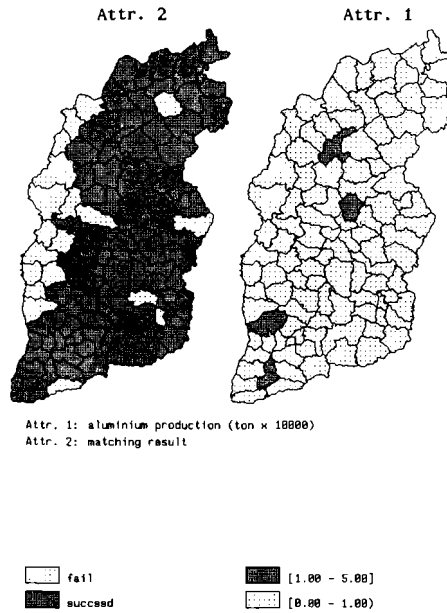 Attr. 2
Attr. 1
Attr. 1: aluminium production (ton x 10000)
Attr. 2: matching result
fail
succeed
[1.00 - 5.00]
[0.00 - 1.00)